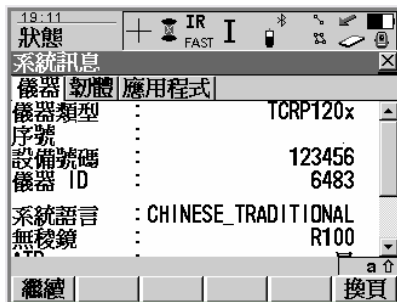 19:11
狀態
IR
FAST
I
系統訊息
儀器 韌體 應用程式
儀器類型 : TCRP120x
序號 :
設備號碼 : 123456
儀器 ID : 6483
系統語言 : CHINESE_TRADITIONAL
無稜鏡 : R100
a
繼續 換頁